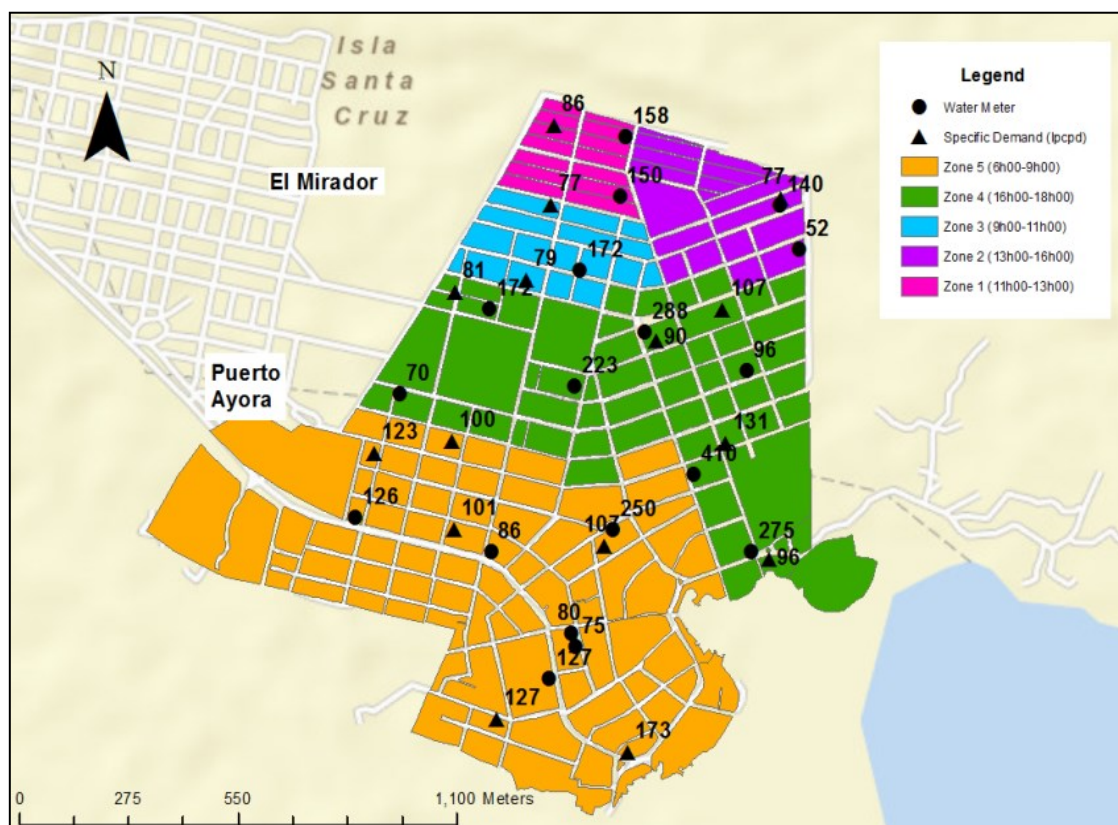 Isla
Santa
Cruz
N
El Mirador
Puerto
Ayora
Legend
Water Meter
Specific Demand (lpcpd)
Zone 5 (6h00-9h00)
Zone 4 (16h00-18h00)
Zone 3 (9h00-11h00)
Zone 2 (13h00-16h00)
Zone 1 (11h00-13h00)
86
158
77
150
77
140
52
79
172
81
172
107
288
90
96
223
70
100
123
131
410
126
101
86
107
250
275
96
80
75
127
127
173
0 275 550 1,100 Meters